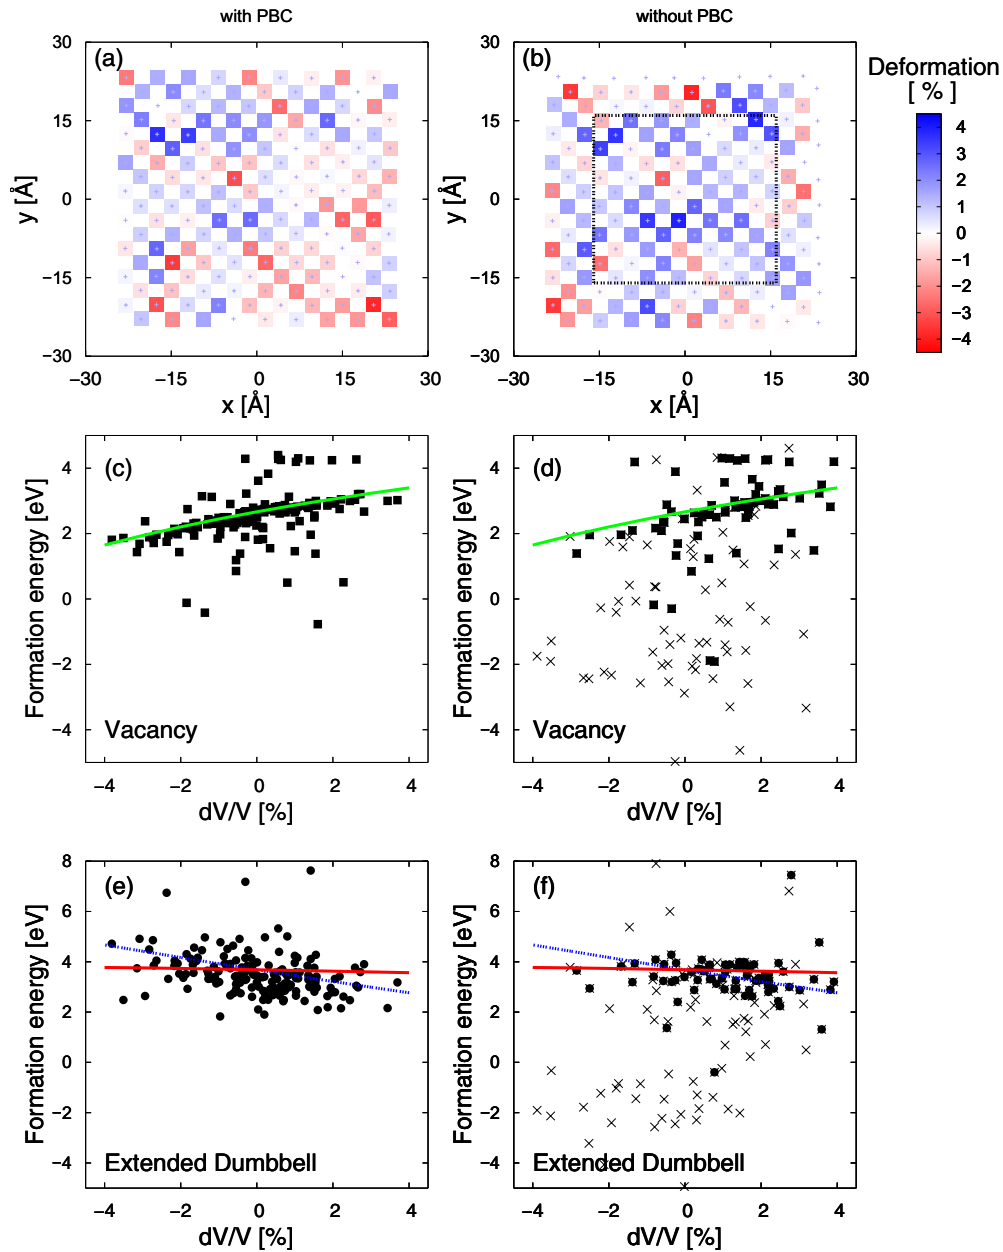 with PBC
without PBC
(a)
(b)
Deformation
[ % ]
30
15
0
−15
−30
y [Å]
−30
−15
0
15
30
x [Å]
30
15
0
−15
−30
y [Å]
−30
−15
0
15
30
x [Å]
4
3
2
1
0
−1
−2
−3
−4
(c)
Formation energy [eV]
4
2
0
−2
−4
Vacancy
−4
−2
0
2
4
dV/V [%]
(d)
Formation energy [eV]
4
2
0
−2
−4
Vacancy
−4
−2
0
2
4
dV/V [%]
(e)
Formation energy [eV]
8
6
4
2
0
−2
−4
Extended Dumbbell
−4
−2
0
2
4
dV/V [%]
(f)
Formation energy [eV]
8
6
4
2
0
−2
−4
Extended Dumbbell
−4
−2
0
2
4
dV/V [%]